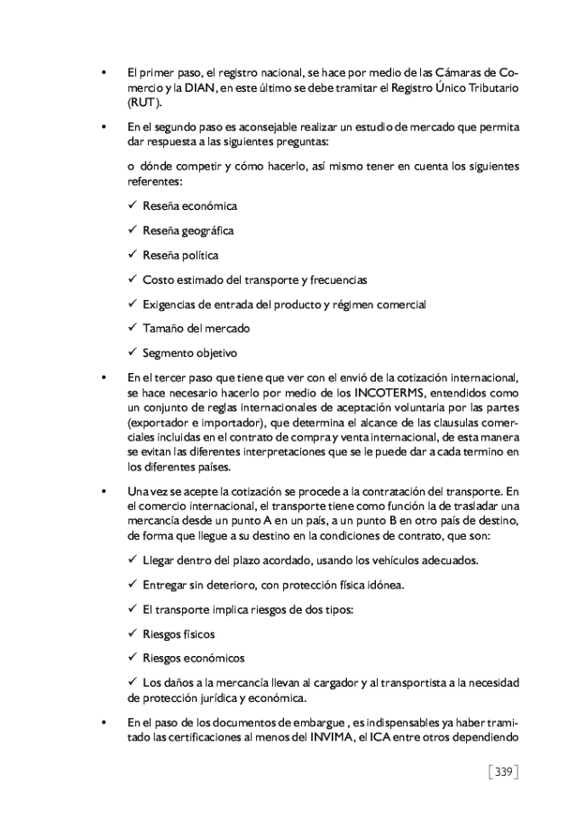 • El primer paso, el registro nacional, se hace por medio de las Cámaras de Co-
mercio y la DIAN, en este último se debe tramitar el Registro Único Tributario
(RUT).
• En el segundo paso es aconsejable realizar un estudio de mercado que permita
dar respuesta a las siguientes preguntas:
o dónde competir y cómo hacerlo, así mismo tener en cuenta los siguientes
referentes:
✓ Reseña económica
✓ Reseña geográfica
✓ Reseña política
✓ Costo estimado del transporte y frecuencias
✓ Exigencias de entrada del producto y régimen comercial
✓ Tamaño del mercado
✓ Segmento objetivo
• En el tercer paso que tiene que ver con el envió de la cotización internacional,
se hace necesario hacerlo por medio de los INCOTERMS, entendidos como
un conjunto de reglas internacionales de aceptación voluntaria por las partes
(exportador e importador), que determina el alcance de las clausulas comer-
ciales incluidas en el contrato de compra y venta internacional, de esta manera
se evitan las diferentes interpretaciones que se le puede dar a cada termino en
los diferentes países.
• Una vez se acepte la cotización se procede a la contratación del transporte. En
el comercio internacional, el transporte tiene como función la de trasladar una
mercancía desde un punto A en un país, a un punto B en otro país de destino,
de forma que llegue a su destino en la condiciones de contrato, que son:
✓ Llegar dentro del plazo acordado, usando los vehículos adecuados.
✓ Entregar sin deterioro, con protección física idónea.
✓ El transporte implica riesgos de dos tipos:
✓ Riesgos físicos
✓ Riesgos económicos
✓ Los daños a la mercancía llevan al cargador y al transportista a la necesidad
de protección jurídica y económica.
• En el paso de los documentos de embargue , es indispensables ya haber trami-
tado las certificaciones al menos del INVIMA, el ICA entre otros dependiendo
[339]